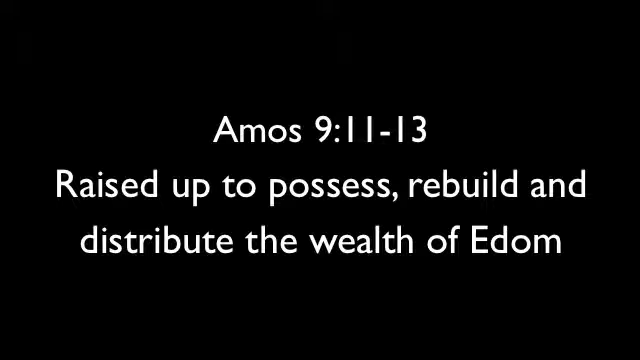 Amos 9:11-13
Raised up to possess, rebuild and
distribute the wealth of Edom